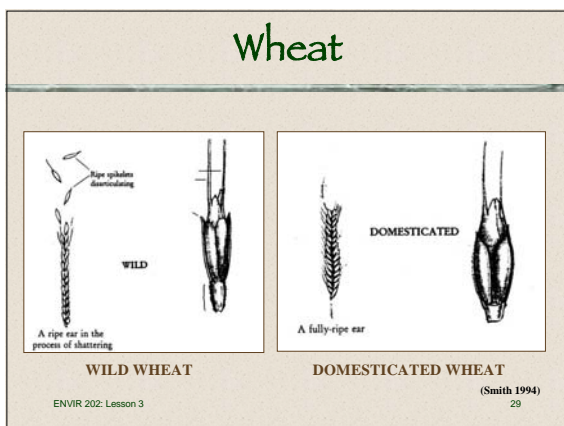 Wheat
Ripe spikelets
disarticulating
WILD
A ripe ear in the
process of shattering
DOMESTICATED
A fully-ripe ear
WILD WHEAT
DOMESTICATED WHEAT
(Smith 1994)
ENVIR 202: Lesson 3
29